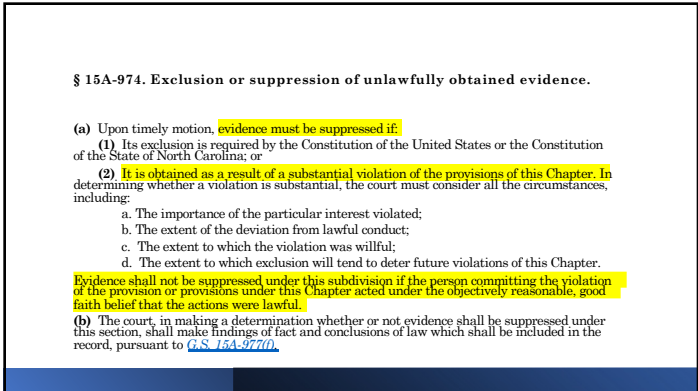 § 15A-974. Exclusion or suppression of unlawfully obtained evidence.
(a) Upon timely motion, evidence must be suppressed if:
(1) Its exclusion is required by the Constitution of the United States or the Constitution
of the State of North Carolina; or
(2) It is obtained as a result of a substantial violation of the provisions of this Chapter. In
determining whether a violation is substantial, the court must consider all the circumstances,
including:
a. The importance of the particular interest violated;
b. The extent of the deviation from lawful conduct;
c. The extent to which the violation was willful;
d. The extent to which exclusion will tend to deter future violations of this Chapter.
Evidence shall not be suppressed under this subdivision if the person committing the violation
of the provision or provisions under this Chapter acted under the objectively reasonable, good
faith belief that the actions were lawful.
(b) The court, in making a determination whether or not evidence shall be suppressed under
this section, shall make findings of fact and conclusions of law which shall be included in the
record, pursuant to G.S. 15A-977(f).